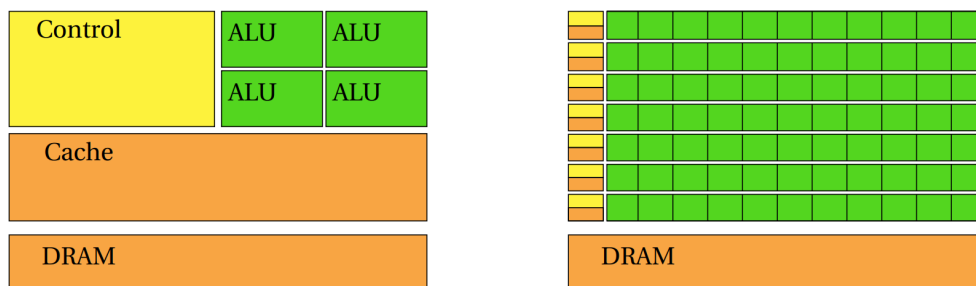 Control
ALU ALU
ALU ALU
Cache
DRAM
DRAM